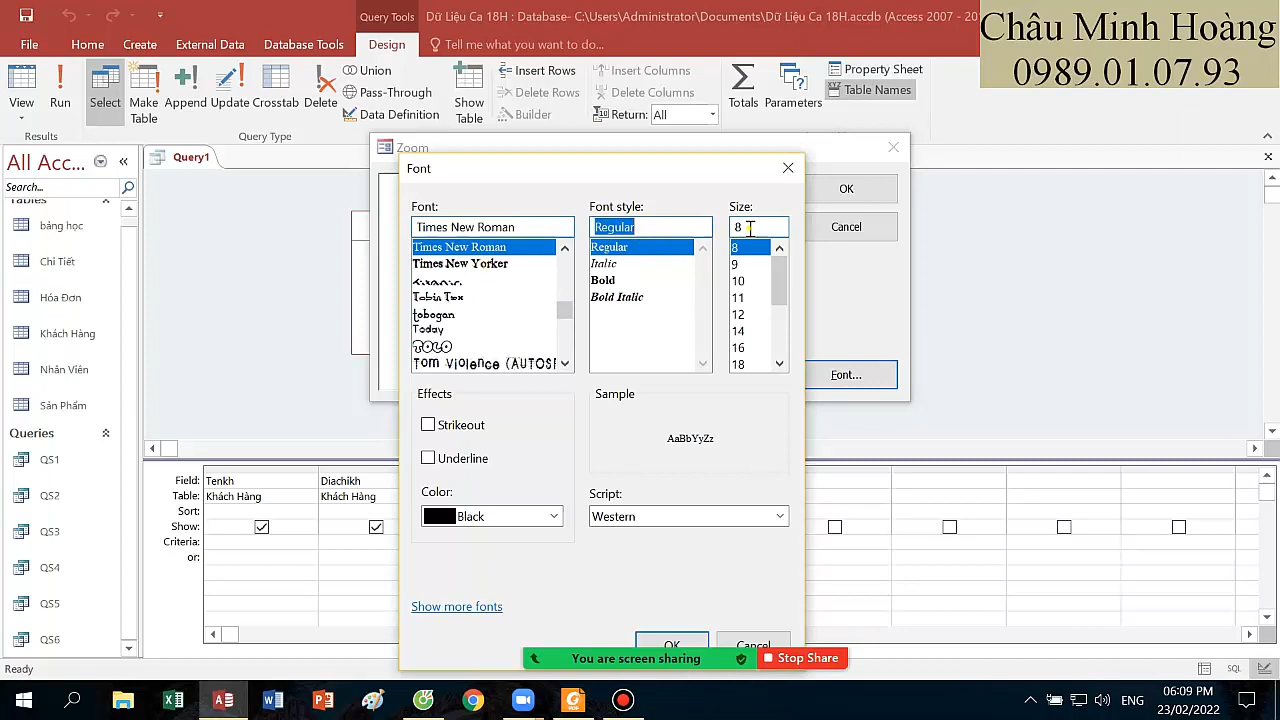 Query Tools
Dữ Liệu Ca 18H : Database- C:\Users\Administrator\Documents\Dữ Liệu Ca 18H.accdb (Access 2007 - 20
Châu Minh Hoàng
0989.01.07.93
File
Home
Create
External Data
Database Tools
Design
Tell me what you want to do...
View
Run
Select
Make Table
Append
Update
Crosstab
Delete
Union
Pass-Through
Data Definition
Show Table
Insert Rows
Delete Rows
Builder
Insert Columns
Delete Columns
Return: All
Totals
Parameters
Property Sheet
Table Names
Results
Query Type
All Acc...
Query1
Search...
Tables
bảng học
Chi Tiết
Hóa Đơn
Khách Hàng
Nhân Viên
Sản Phẩm
Queries
QS1
QS2
QS3
QS4
QS5
QS6
Zoom
OK
Cancel
Font...
Font
Font:
Font style:
Size:
Times New Roman
Regular
8
Times New Roman
Times New Yorker
Tobin Tax
tobogan
Today
TOLO
Tom Violence (AUTOSF
Regular
Italic
Bold
Bold Italic
8
9
10
11
12
14
16
18
Effects
Strikeout
Underline
Color:
Black
Sample
AaBbYyZz
Script:
Western
Show more fonts
OK
Cancel
You are screen sharing
Stop Share
Field:
Tenkh
Diachikh
Table:
Khách Hàng
Khách Hàng
Sort:
Show:
Criteria:
or:
Ready
SQL
ENG
06:09 PM
23/02/2022